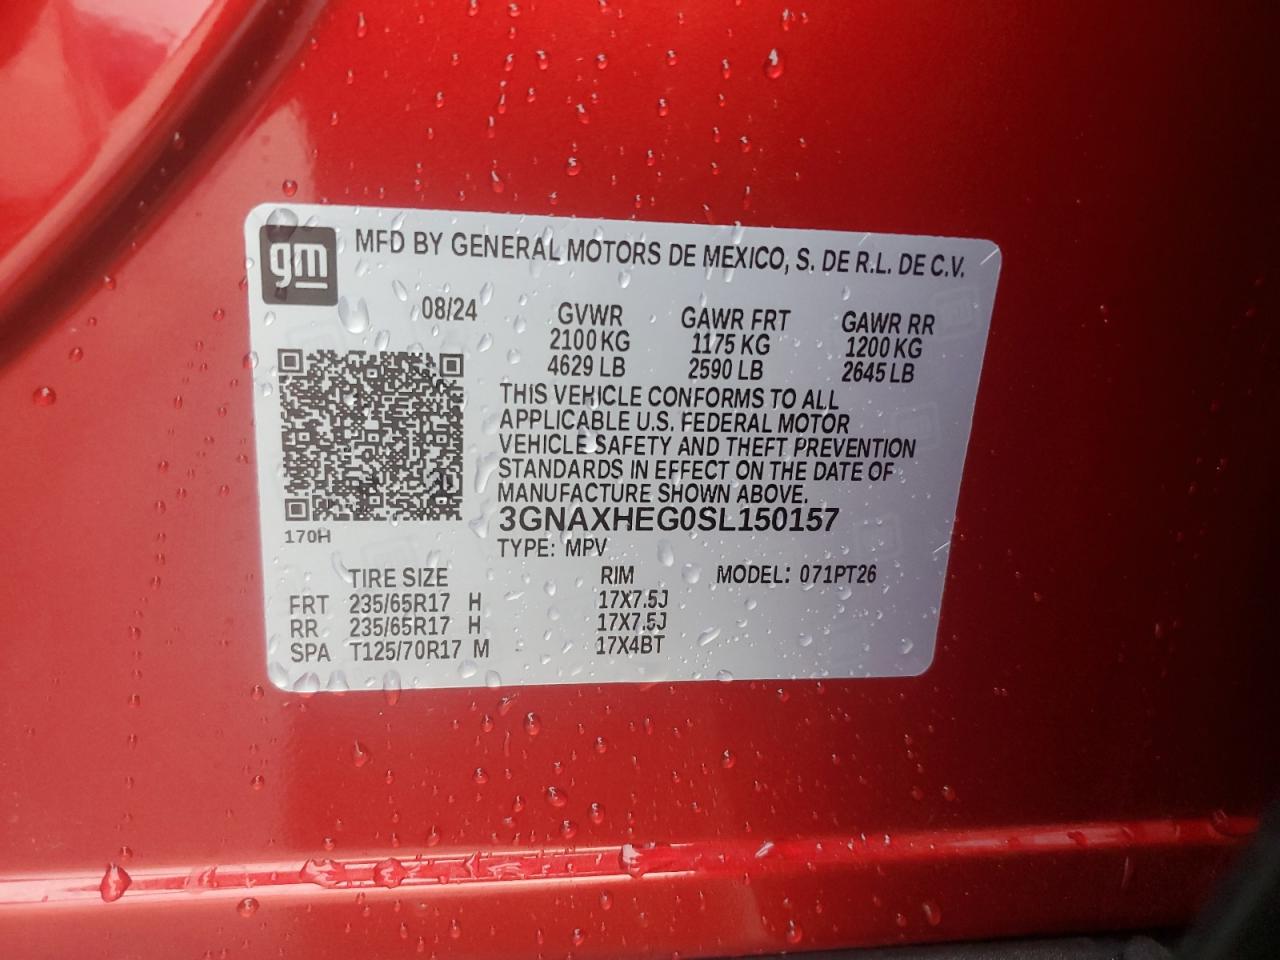 gm
MFD BY GENERAL MOTORS DE MEXICO, S. DE R.L. DE C.V.
08/24 GVWR GAWR FRT GAWR RR
2100 KG 1175 KG 1200 KG
4629 LB 2590 LB 2645 LB
THIS VEHICLE CONFORMS TO ALL
APPLICABLE U.S. FEDERAL MOTOR
VEHICLE SAFETY AND THEFT PREVENTION
STANDARDS IN EFFECT ON THE DATE OF
MANUFACTURE SHOWN ABOVE.
3GNAXHEG0SL150157
170H
TYPE: MPV
TIRE SIZE RIM MODEL: 071PT26
FRT 235/65R17 H 17X7.5J
RR 235/65R17 H 17X7.5J
SPA T125/70R17 M 17X4BT